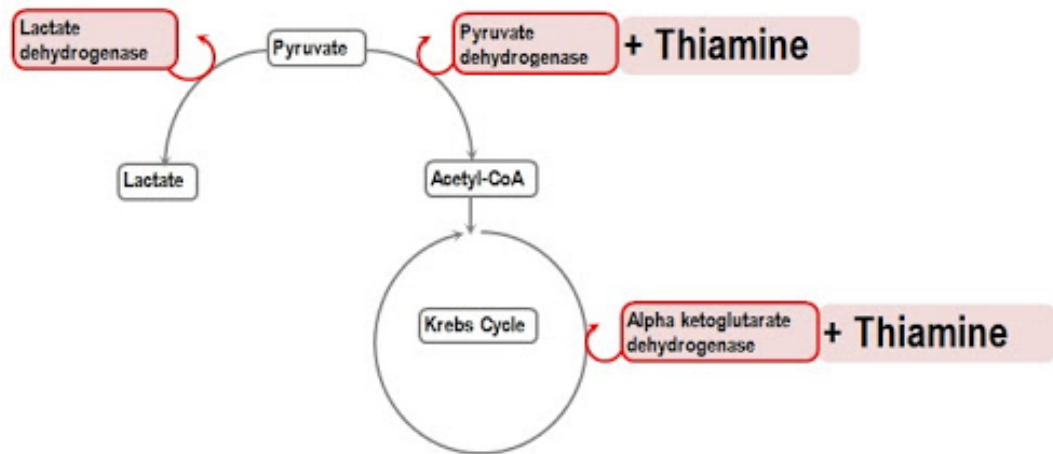 Lactate
dehydrogenase
Pyruvate
Pyruvate
dehydrogenase
+ Thiamine
Lactate
Acetyl-CoA
Krebs Cycle
Alpha ketoglutarate
dehydrogenase
+ Thiamine